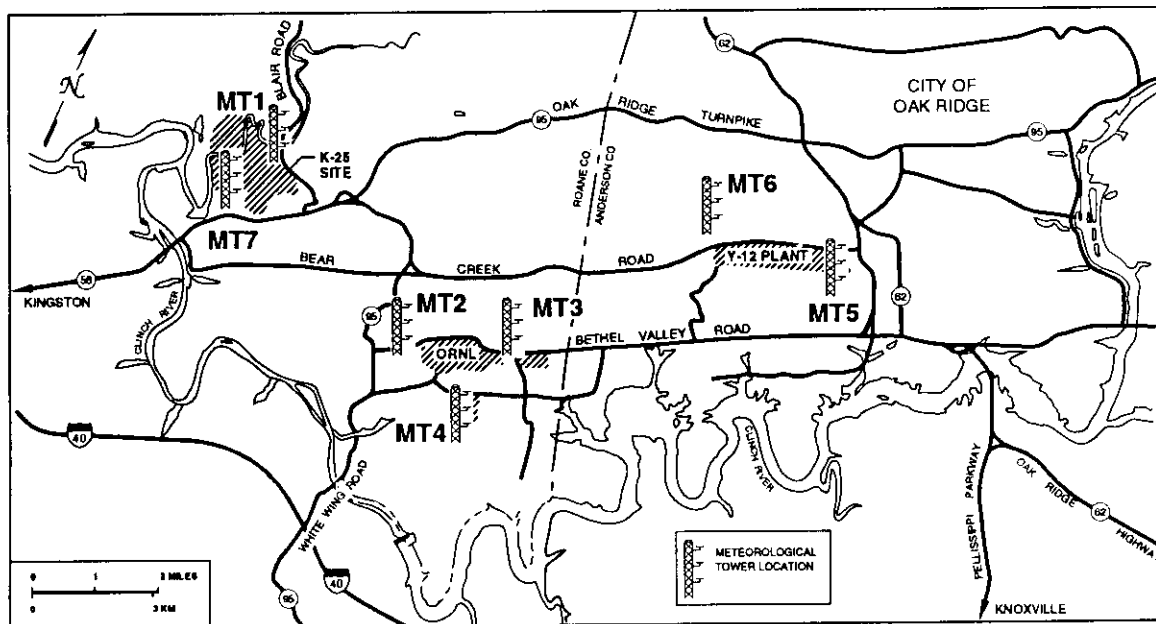 N
BLAIR ROAD
MT1
K-25
SITE
MT7
95
OAK RIDGE TURNPIKE
62
CITY OF
OAK RIDGE
95
ROANE CO.
ANDERSON CO
MT6
BEAR CREEK ROAD
Y-12 PLANT
KINGSTON
CLINCH RIVER
95
MT2
MT3
MT5
62
BETHEL VALLEY ROAD
ORNL
MT4
40
WHITE WING ROAD
CLINCH RIVER
PELLISSIPPI PARKWAY
OAK RIDGE HIGHWAY
62
METEOROLOGICAL
TOWER LOCATION
0 1 2 MILES
0 3 KM
95
40
KNOXVILLE